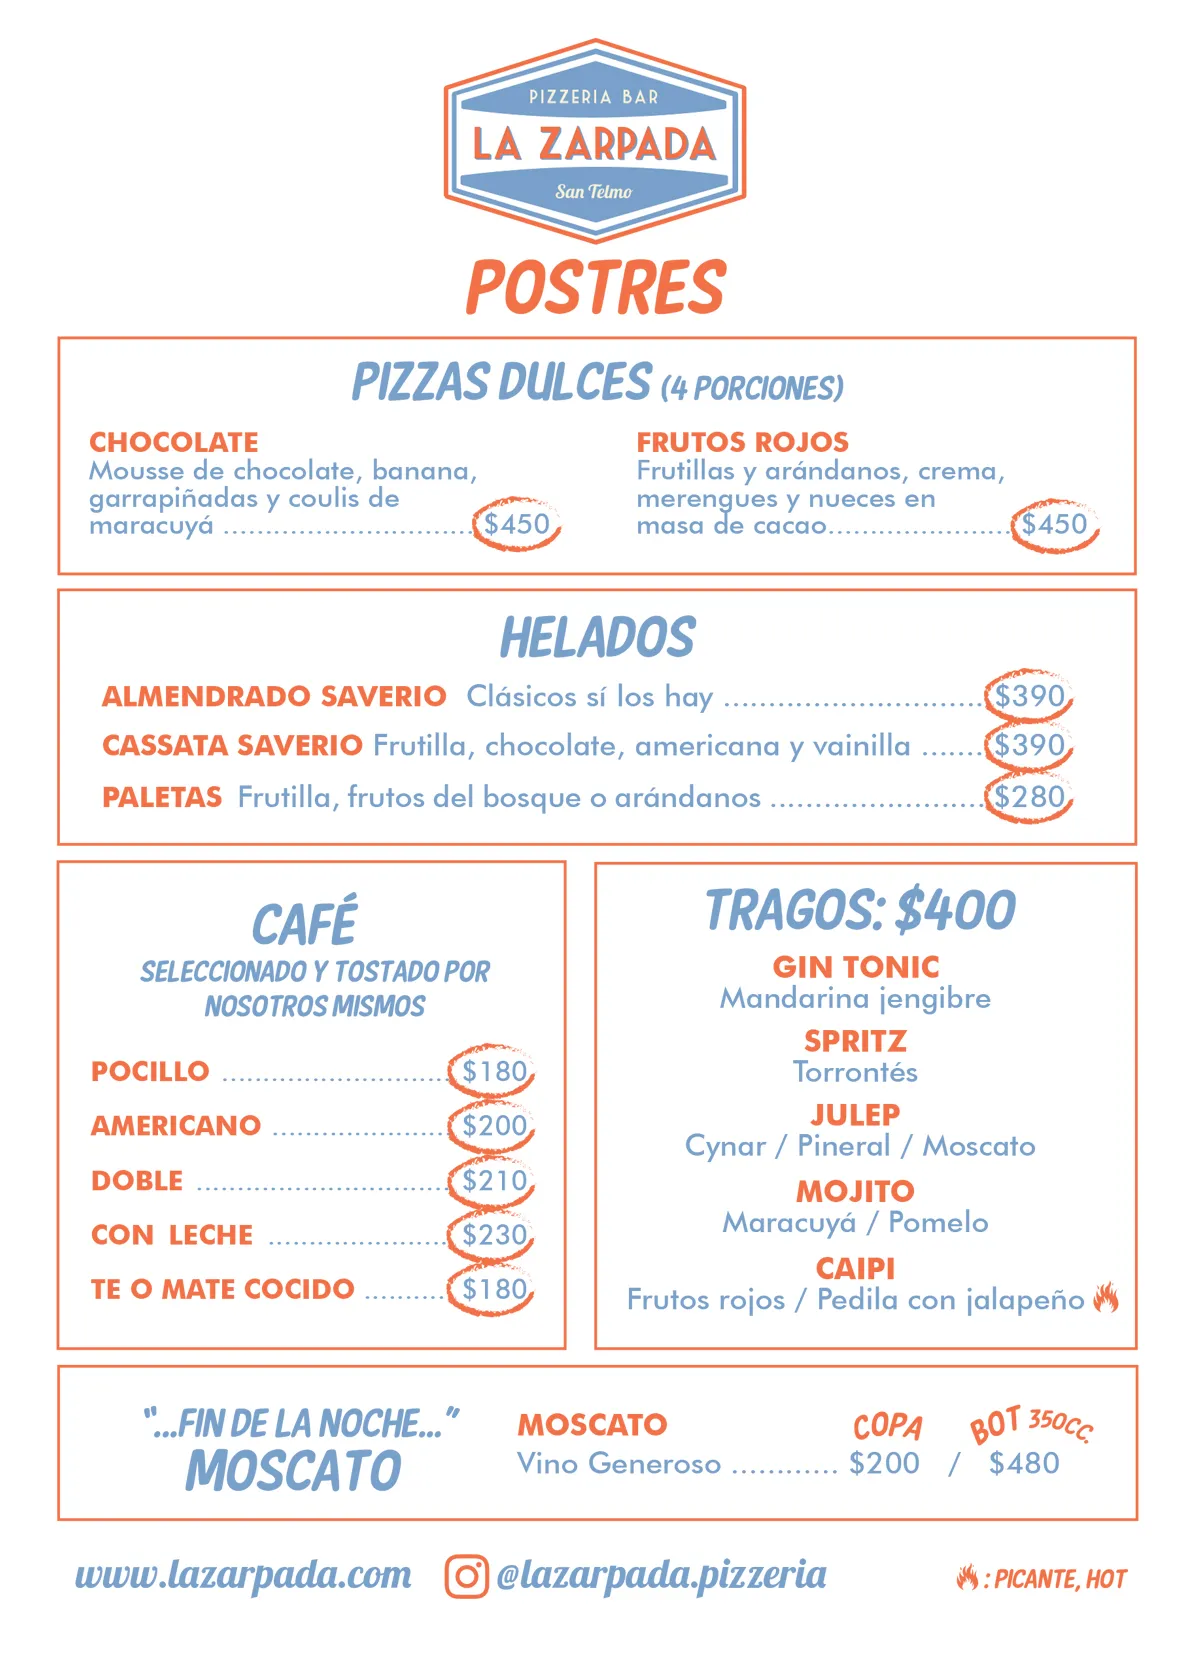 PIZZERIA BAR
LA ZARPADA
San Telmo
POSTRES
PIZZAS DULCES (4 PORCIONES)
CHOCOLATE
Mousse de chocolate, banana,
garrapiñadas y coulis de
maracuyá .............................. $450
FRUTOS ROJOS
Frutillas y arándanos, crema,
merengues y nueces en
masa de cacao...................... $450
HELADOS
ALMENDRADO SAVERIO Clásicos sí los hay ............................. $390
CASSATA SAVERIO Frutilla, chocolate, americana y vainilla ....... $390
PALETAS Frutilla, frutos del bosque o arándanos ........................ $280
CAFÉ
SELECCIONADO Y TOSTADO POR
NOSOTROS MISMOS
POCILLO ............................ $180
AMERICANO ..................... $200
DOBLE ............................... $210
CON LECHE ...................... $230
TE O MATE COCIDO .......... $180
TRAGOS: $400
GIN TONIC
Mandarina jengibre
SPRITZ
Torrontés
JULEP
Cynar / Pineral / Moscato
MOJITO
Maracuyá / Pomelo
CAIPI
Frutos rojos / Pedila con jalapeño
"...FIN DE LA NOCHE..."
MOSCATO
MOSCATO COPA BOT 350CC.
Vino Generoso ............ $200 / $480
www.lazarpada.com @lazarpada.pizzeria : PICANTE, HOT